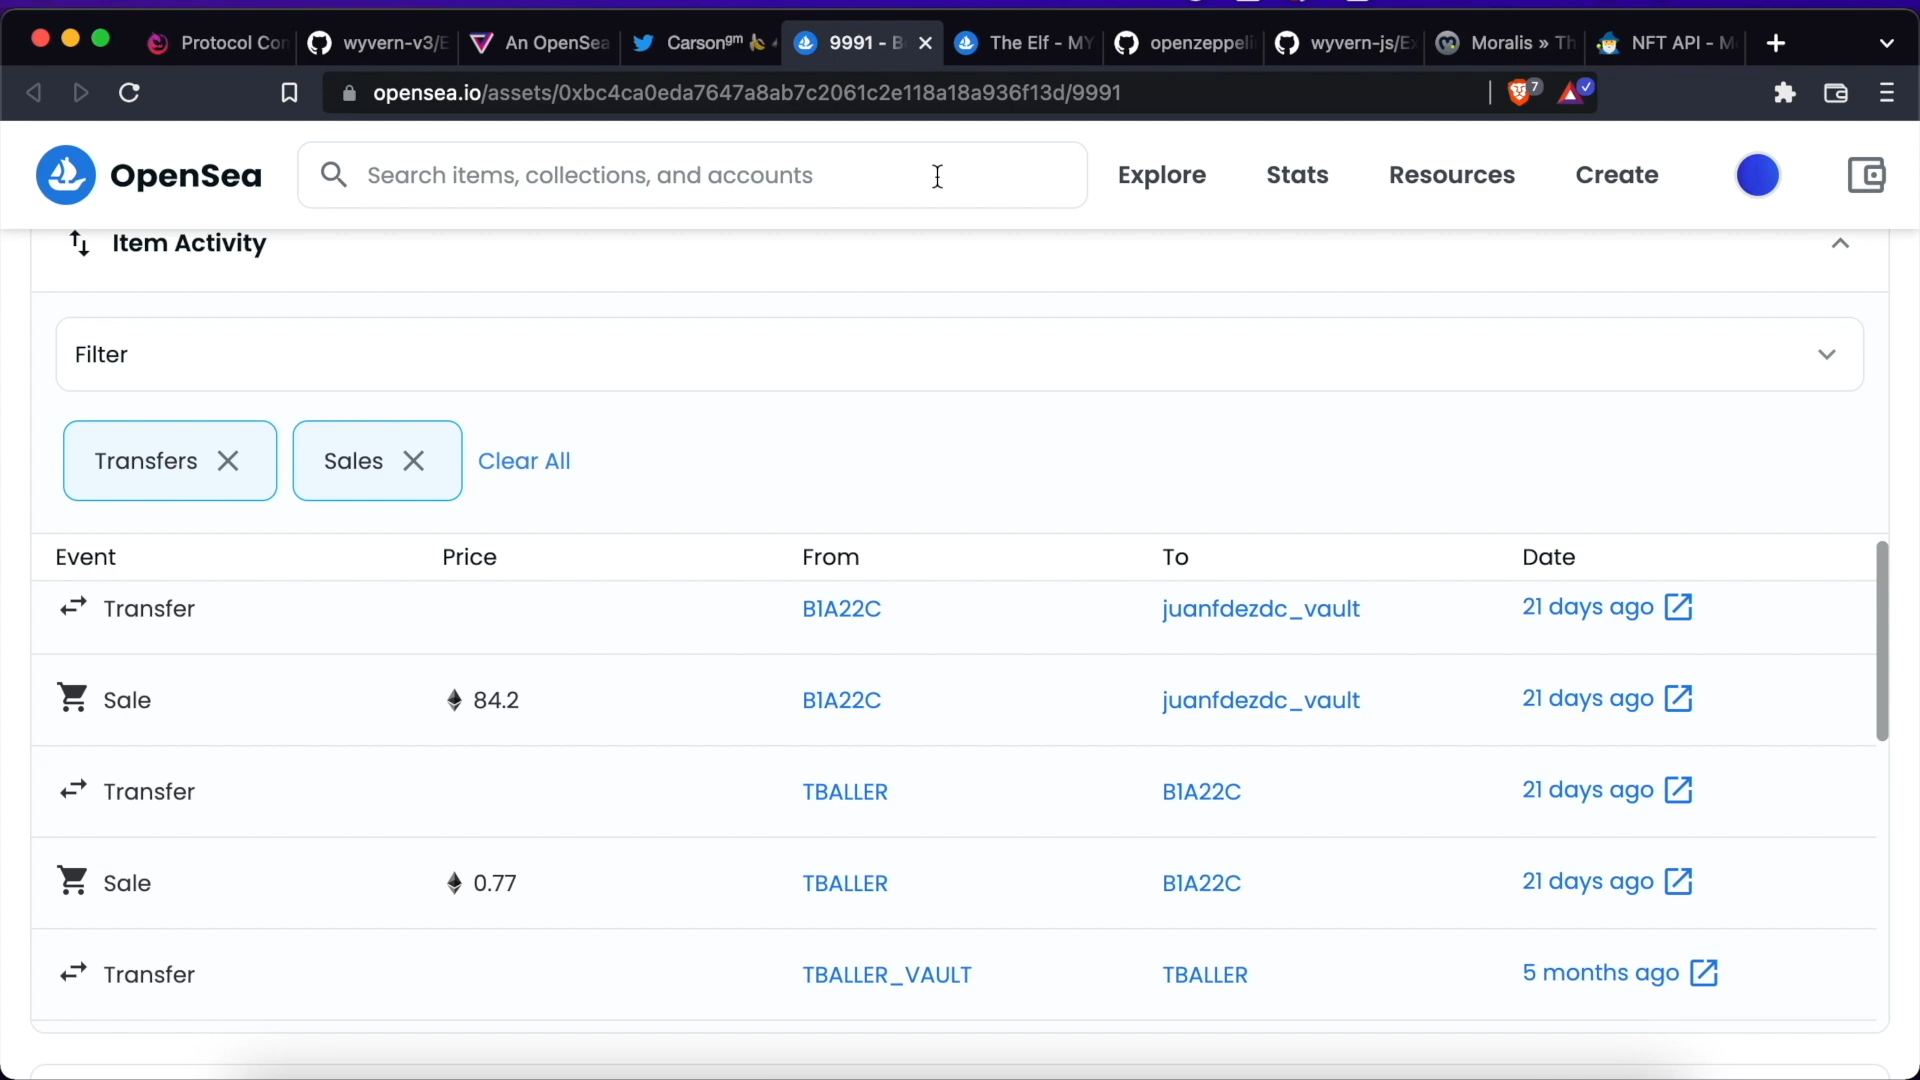 Protocol Con
wyvern-v3/E
An OpenSea
Carsonᵍᵐ
9991 - B
The Elf - MY
openzeppeli
wyvern-js/Ex
Moralis » Th
NFT API - M
opensea.io/assets/0xbc4ca0eda7647a8ab7c2061c2e118a18a936f13d/9991
7
OpenSea
Search items, collections, and accounts
Explore
Stats
Resources
Create
Item Activity
Filter
Transfers
Sales
Clear All
Event Price From To Date
Transfer B1A22C juanfdezdc_vault 21 days ago
Sale 84.2 B1A22C juanfdezdc_vault 21 days ago
Transfer TBALLER B1A22C 21 days ago
Sale 0.77 TBALLER B1A22C 21 days ago
Transfer TBALLER_VAULT TBALLER 5 months ago